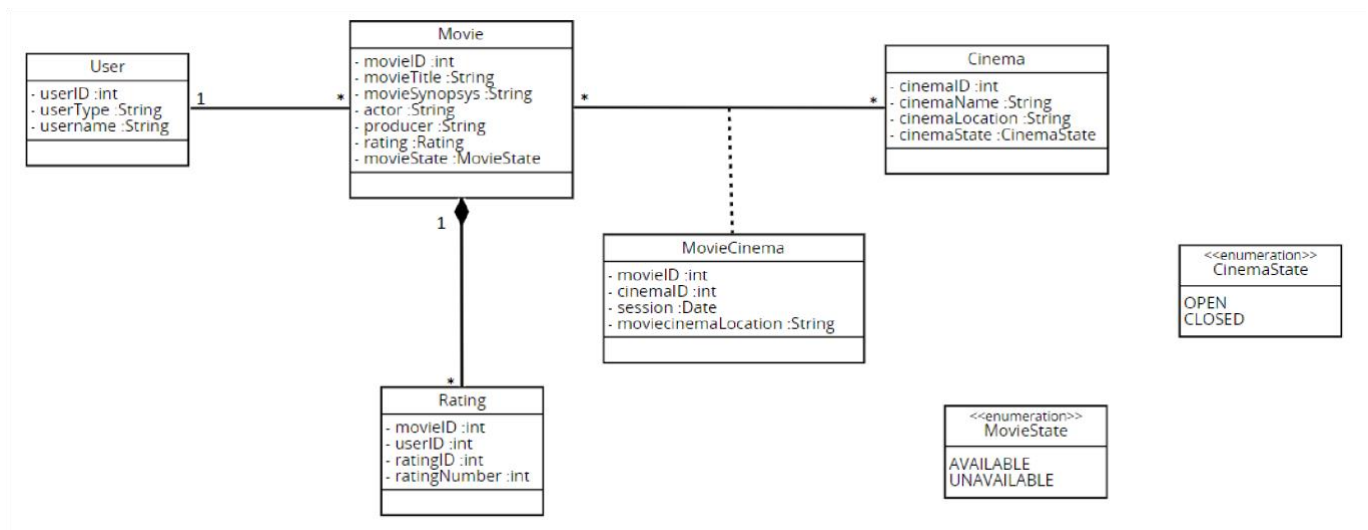 User
- userID :int
- userType :String
- username :String
1
*
Movie
- movieID :int
- movieTitle :String
- movieSynopsys :String
- actor :String
- producer :String
- rating :Rating
- movieState :MovieState
*
*
Cinema
- cinemaID :int
- cinemaName :String
- cinemaLocation :String
- cinemaState :CinemaState
1
MovieCinema
- movieID :int
- cinemaID :int
- session :Date
- moviecinemaLocation :String
<<enumeration>>
CinemaState
OPEN
CLOSED
*
Rating
- movieID :int
- userID :int
- ratingID :int
- ratingNumber :int
<<enumeration>>
MovieState
AVAILABLE
UNAVAILABLE